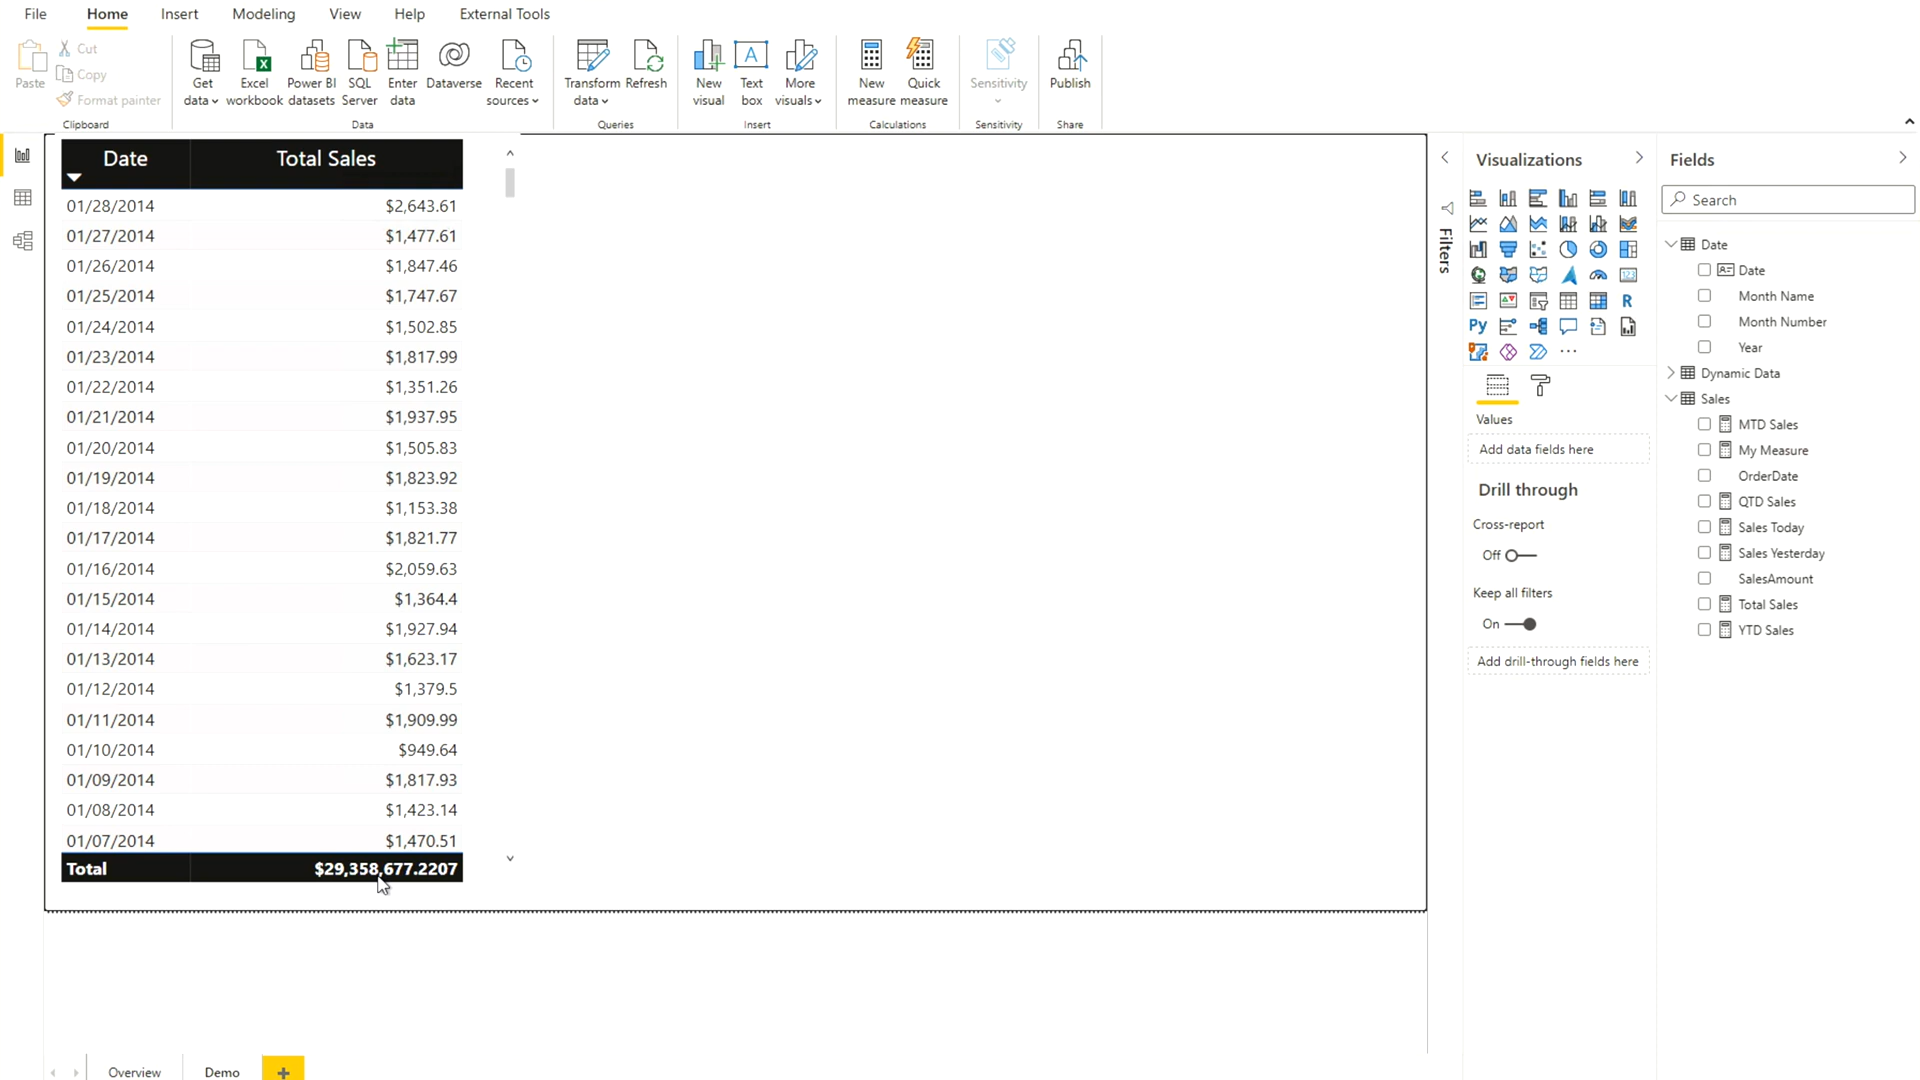 File Home Insert Modeling View Help External Tools
Paste
Cut
Copy
Format painter
Clipboard
Get data
Excel workbook
Power BI datasets
SQL Server
Enter data
Dataverse
Recent sources
Data
Transform data
Refresh
Queries
New visual
A
Text box
More visuals
Insert
New measure
Quick measure
Calculations
Sensitivity
Sensitivity
Publish
Share
Date Total Sales
01/28/2014 $2,643.61
01/27/2014 $1,477.61
01/26/2014 $1,847.46
01/25/2014 $1,747.67
01/24/2014 $1,502.85
01/23/2014 $1,817.99
01/22/2014 $1,351.26
01/21/2014 $1,937.95
01/20/2014 $1,505.83
01/19/2014 $1,823.92
01/18/2014 $1,153.38
01/17/2014 $1,821.77
01/16/2014 $2,059.63
01/15/2014 $1,364.4
01/14/2014 $1,927.94
01/13/2014 $1,623.17
01/12/2014 $1,379.5
01/11/2014 $1,909.99
01/10/2014 $949.64
01/09/2014 $1,817.93
01/08/2014 $1,423.14
01/07/2014 $1,470.51
Total $29,358,677.2207
Filters
Visualizations
123
R
Py
Values
Add data fields here
Drill through
Cross-report
Off
Keep all filters
On
Add drill-through fields here
Fields
Search
Date
Date
Month Name
Month Number
Year
Dynamic Data
Sales
MTD Sales
My Measure
OrderDate
QTD Sales
Sales Today
Sales Yesterday
SalesAmount
Total Sales
YTD Sales
Overview Demo +